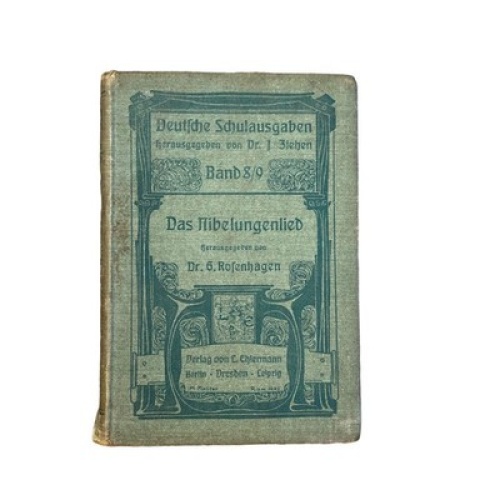 Deutsche Schulausgaben
Herausgegeben von Dr. J. Ziehen
Band 8/9
Das Nibelungenlied
Herausgegeben von
Dr. G. Rosenhagen
Verlag von L. Ehlermann
Berlin - Dresden - Leipzig